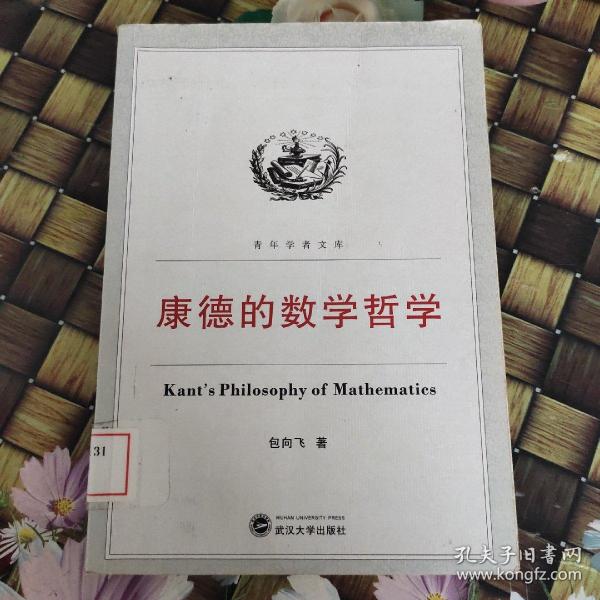 青年学者文库
康德的数学哲学
Kant's Philosophy of Mathematics
包向飞 著
31
WUHAN UNIVERSITY PRESS
武汉大学出版社
孔夫子旧书网
www.kongfz.com